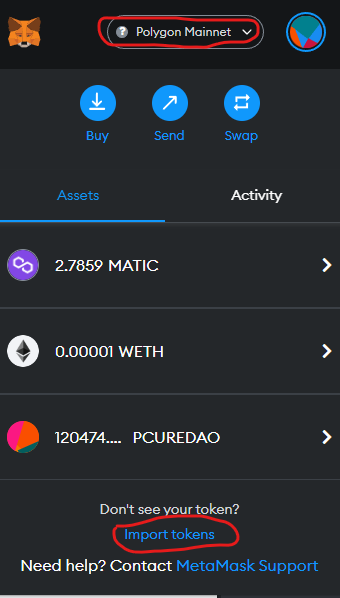 Polygon Mainnet
Buy Send Swap
Assets Activity
2.7859 MATIC
0.00001 WETH
120474.... PCUREDAO
Don't see your token?
Import tokens
Need help? Contact MetaMask Support